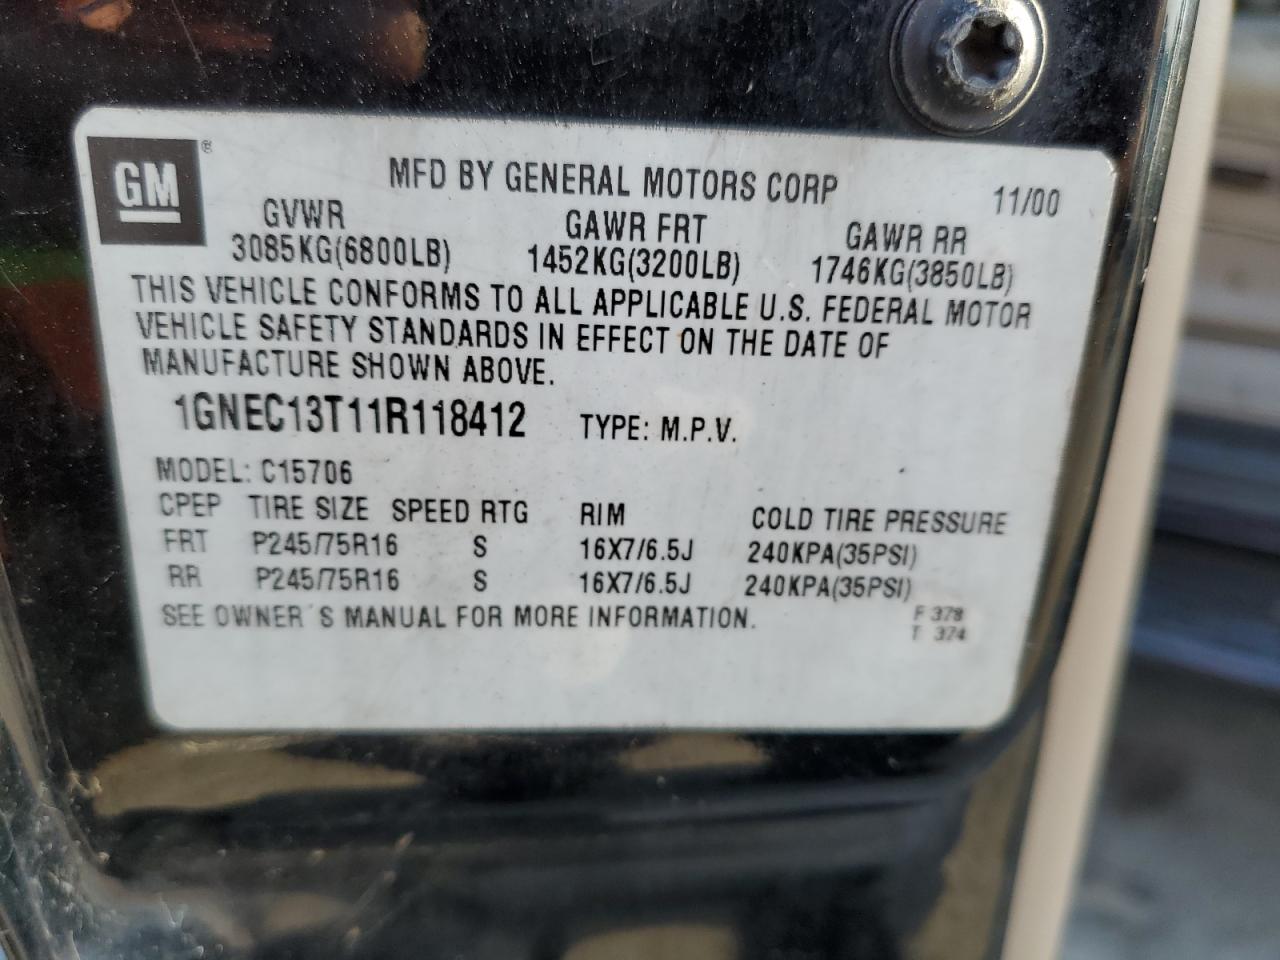 GM®
MFD BY GENERAL MOTORS CORP 11/00
GVWR GAWR FRT GAWR RR
3085KG(6800LB) 1452KG(3200LB) 1746KG(3850LB)
THIS VEHICLE CONFORMS TO ALL APPLICABLE U.S. FEDERAL MOTOR
VEHICLE SAFETY STANDARDS IN EFFECT ON THE DATE OF
MANUFACTURE SHOWN ABOVE.
1GNEC13T11R118412 TYPE: M.P.V.
MODEL: C15706
CPEP TIRE SIZE SPEED RTG RIM COLD TIRE PRESSURE
FRT P245/75R16 S 16X7/6.5J 240KPA(35PSI)
RR P245/75R16 S 16X7/6.5J 240KPA(35PSI)
SEE OWNER'S MANUAL FOR MORE INFORMATION.
F 378
T 374